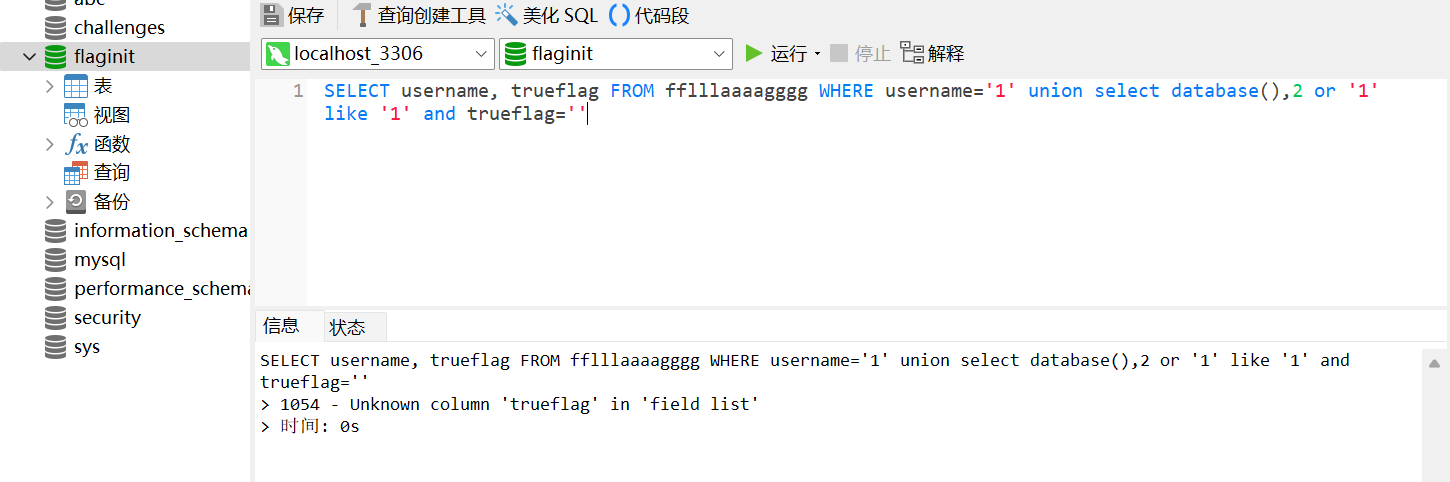 abc
challenges
flaginit
表
视图
函数
查询
备份
information_schema
mysql
performance_schema
security
sys
保存 查询创建工具 美化 SQL 代码段
localhost_3306 flaginit 运行 停止 解释
1 SELECT username, trueflag FROM fflllaaaagggg WHERE username='1' union select database(),2 or '1'
like '1' and trueflag=''
信息 状态
SELECT username, trueflag FROM fflllaaaagggg WHERE username='1' union select database(),2 or '1' like '1' and
trueflag=''
> 1054 - Unknown column 'trueflag' in 'field list'
> 时间: 0s